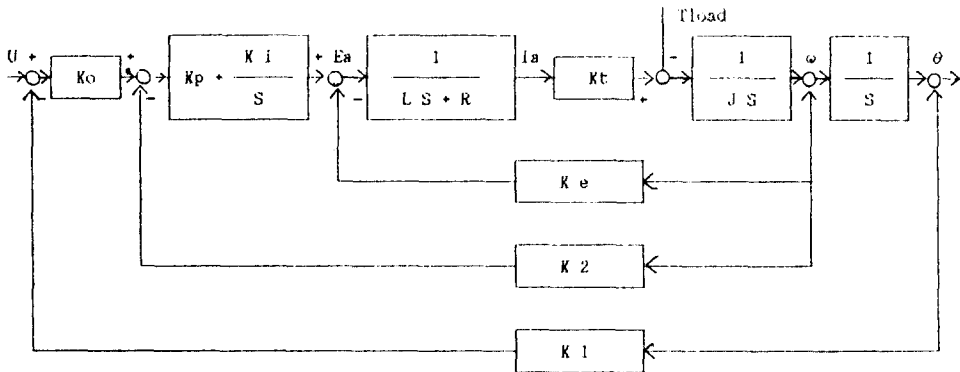 Tload
U + Ko + Kp + K i / S + Ea 1 / L S + R Ia Kt + - 1 / J S ω 1 / S θ
- - -
K e
K 2
K 1